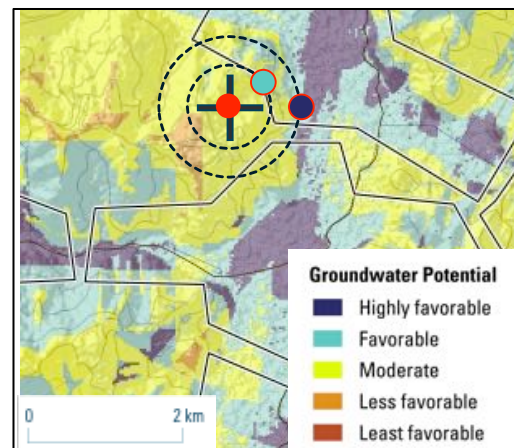 Groundwater Potential
Highly favorable
Favorable
Moderate
Less favorable
Least favorable
0 2 km